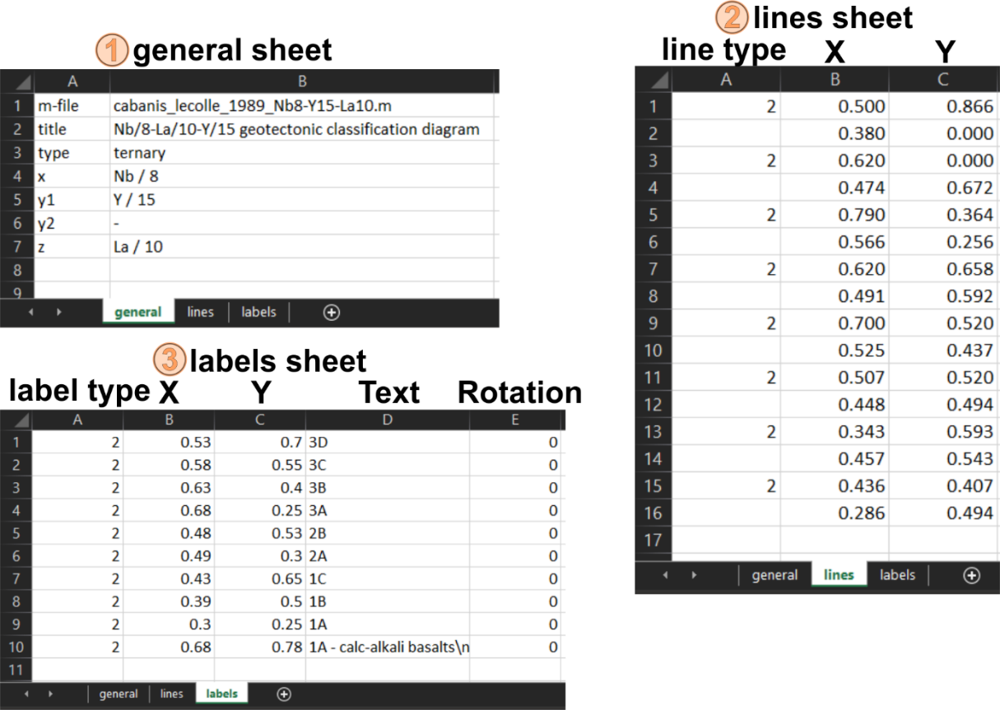 1 general sheet
A B
1 m-file cabanis_lecolle_1989_Nb8-Y15-La10.m
2 title Nb/8-La/10-Y/15 geotectonic classification diagram
3 type ternary
4 x Nb / 8
5 y1 Y / 15
6 y2 -
7 z La / 10
8
9
general lines labels
2 lines sheet
line type X Y
A B C
1 2 0.500 0.866
2 0.380 0.000
3 2 0.620 0.000
4 0.474 0.672
5 2 0.790 0.364
6 0.566 0.256
7 2 0.620 0.658
8 0.491 0.592
9 2 0.700 0.520
10 0.525 0.437
11 2 0.507 0.520
12 0.448 0.494
13 2 0.343 0.593
14 0.457 0.543
15 2 0.436 0.407
16 0.286 0.494
17
general lines labels
3 labels sheet
label type X Y Text Rotation
A B C D E
1 2 0.53 0.7 3D 0
2 2 0.58 0.55 3C 0
3 2 0.63 0.4 3B 0
4 2 0.68 0.25 3A 0
5 2 0.48 0.53 2B 0
6 2 0.49 0.3 2A 0
7 2 0.43 0.65 1C 0
8 2 0.39 0.5 1B 0
9 2 0.3 0.25 1A 0
10 2 0.68 0.78 1A - calc-alkali basalts\n 0
11
general lines labels